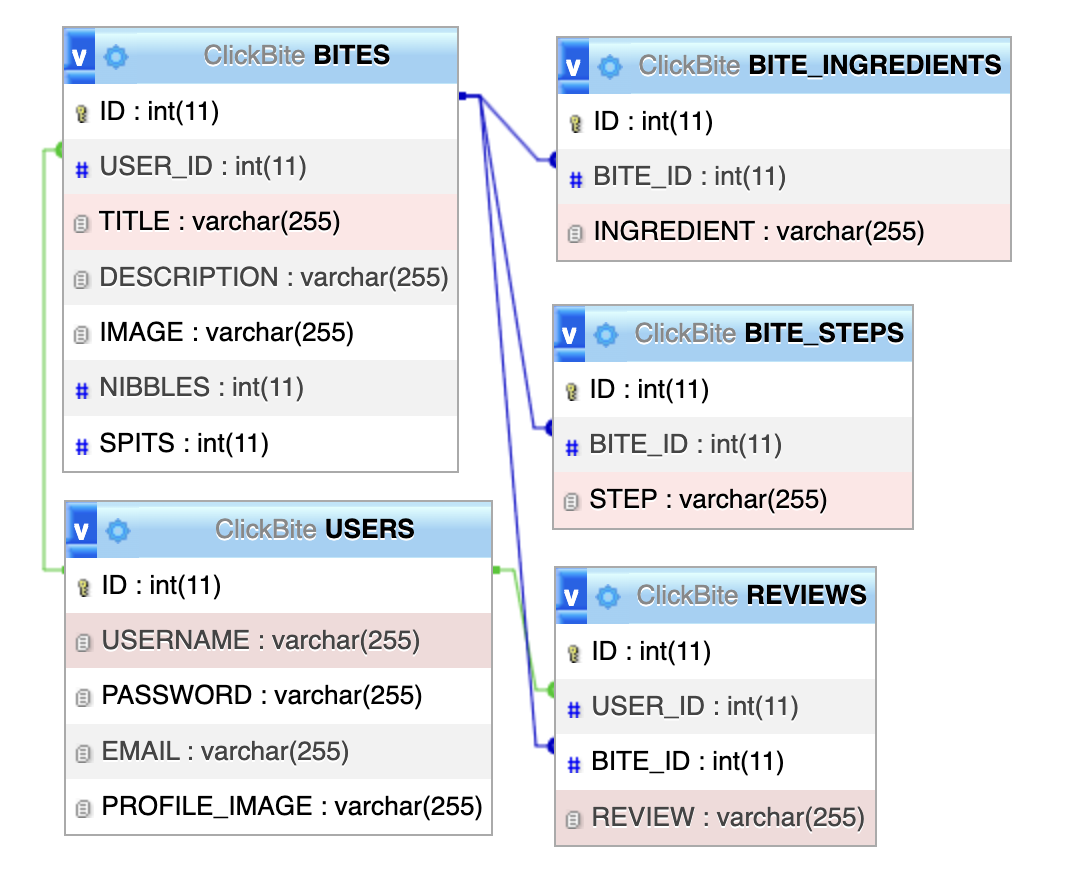 v ClickBite BITES
ID : int(11)
# USER_ID : int(11)
TITLE : varchar(255)
DESCRIPTION : varchar(255)
IMAGE : varchar(255)
# NIBBLES : int(11)
# SPITS : int(11)
v ClickBite USERS
ID : int(11)
USERNAME : varchar(255)
PASSWORD : varchar(255)
EMAIL : varchar(255)
PROFILE_IMAGE : varchar(255)
v ClickBite BITE_INGREDIENTS
ID : int(11)
# BITE_ID : int(11)
INGREDIENT : varchar(255)
v ClickBite BITE_STEPS
ID : int(11)
# BITE_ID : int(11)
STEP : varchar(255)
v ClickBite REVIEWS
ID : int(11)
# USER_ID : int(11)
# BITE_ID : int(11)
REVIEW : varchar(255)